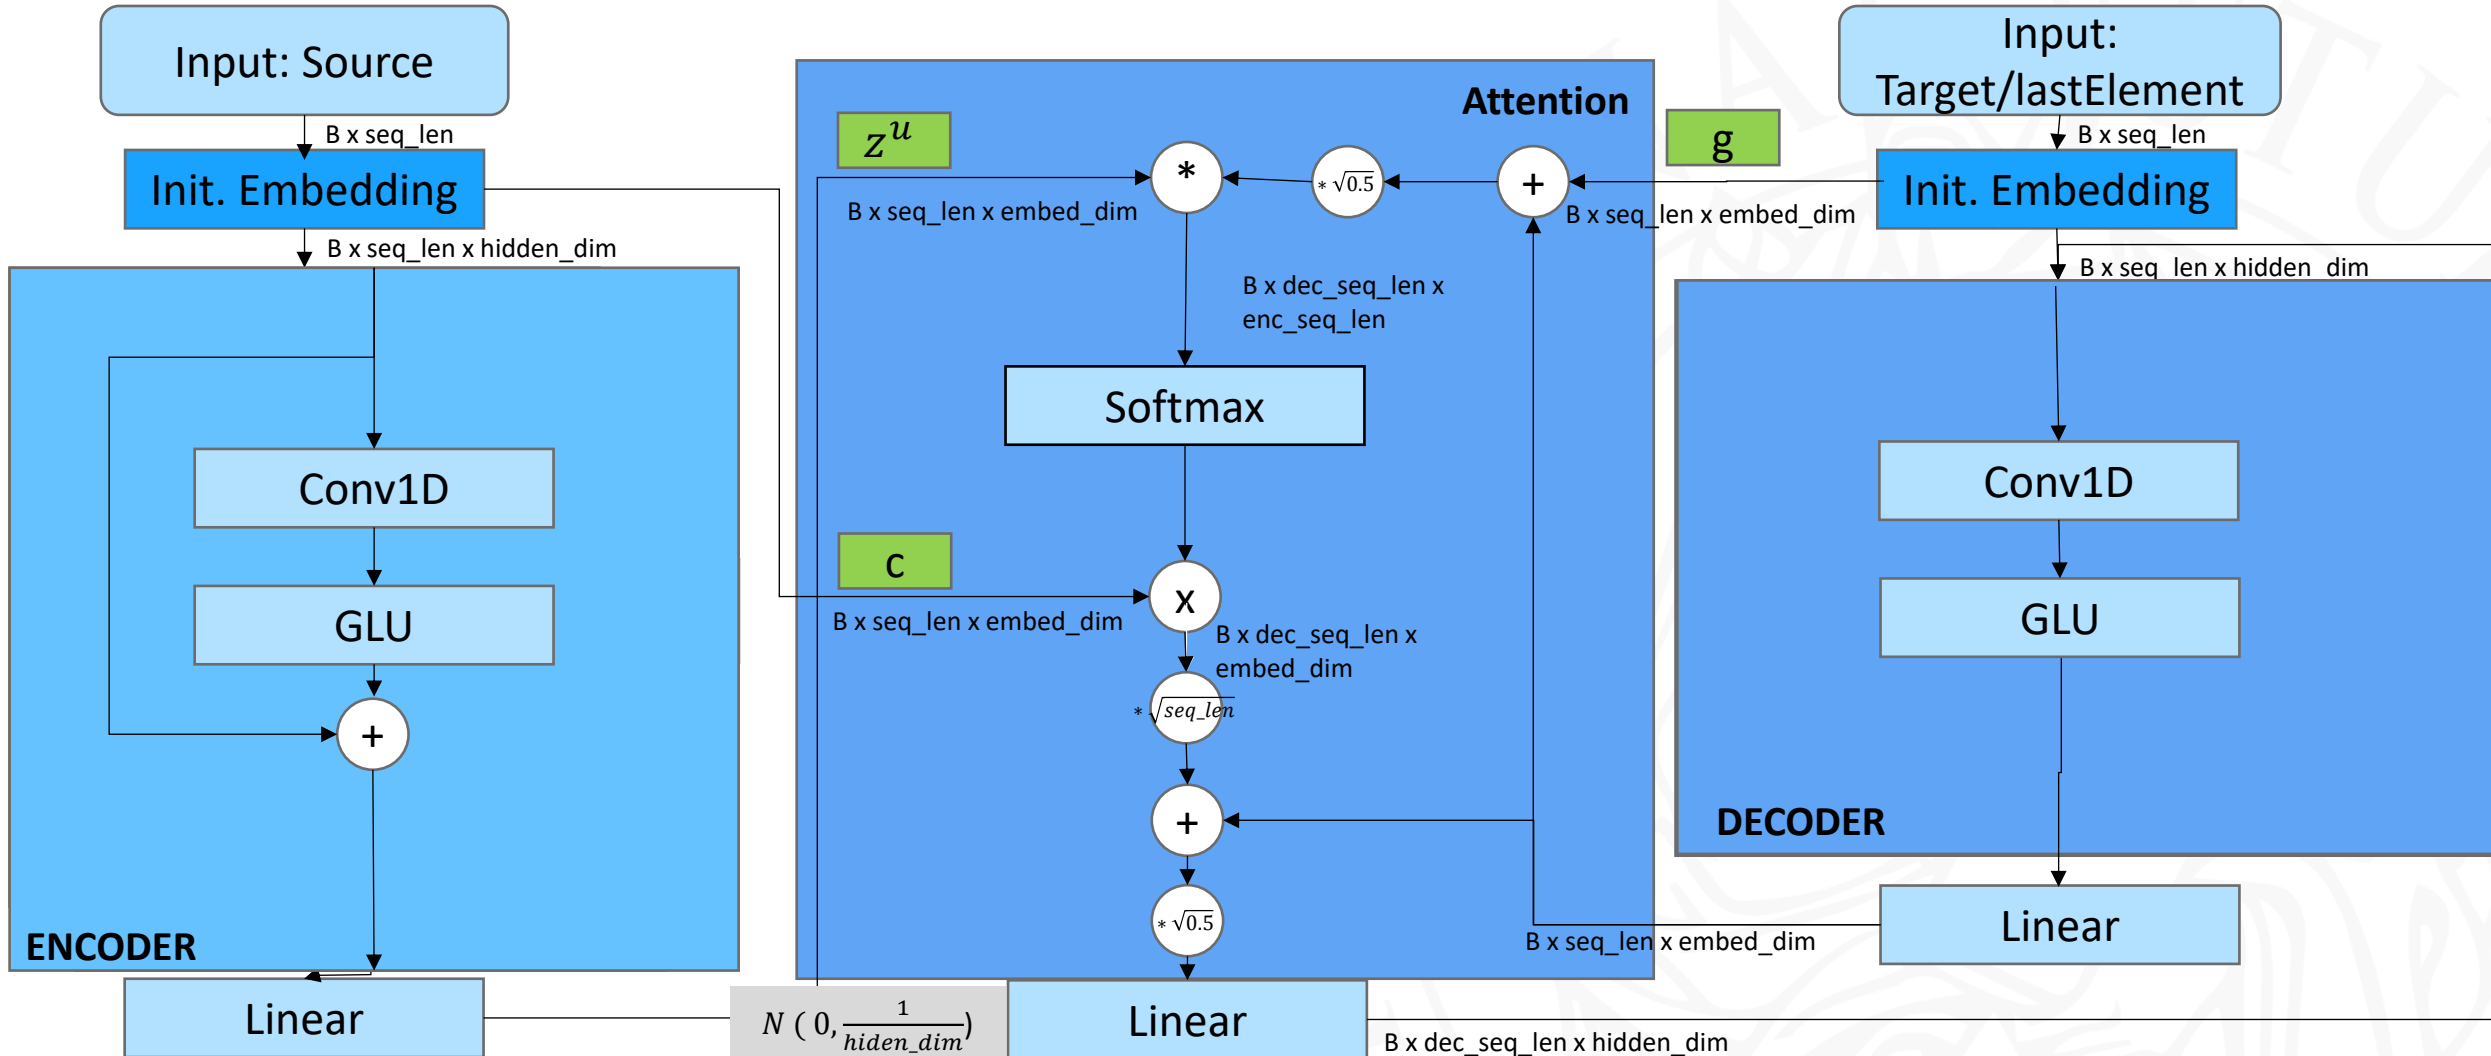 Input: Source
B x seq_len
Init. Embedding
B x seq_len x hidden_dim
Conv1D
GLU
+
ENCODER
Linear
Attention
z^u
*
* √0.5
+
g
B x seq_len x embed_dim
B x seq_len x embed_dim
B x dec_seq_len x
enc_seq_len
Softmax
c
x
B x seq_len x embed_dim
B x dec_seq_len x
embed_dim
* √seq_len
+
* √0.5
B x seq_len x embed_dim
N ( 0, 1/hiden_dim)
Linear
B x dec_seq_len x hidden_dim
Input:
Target/lastElement
B x seq_len
Init. Embedding
B x seq_len x hidden_dim
Conv1D
GLU
DECODER
Linear